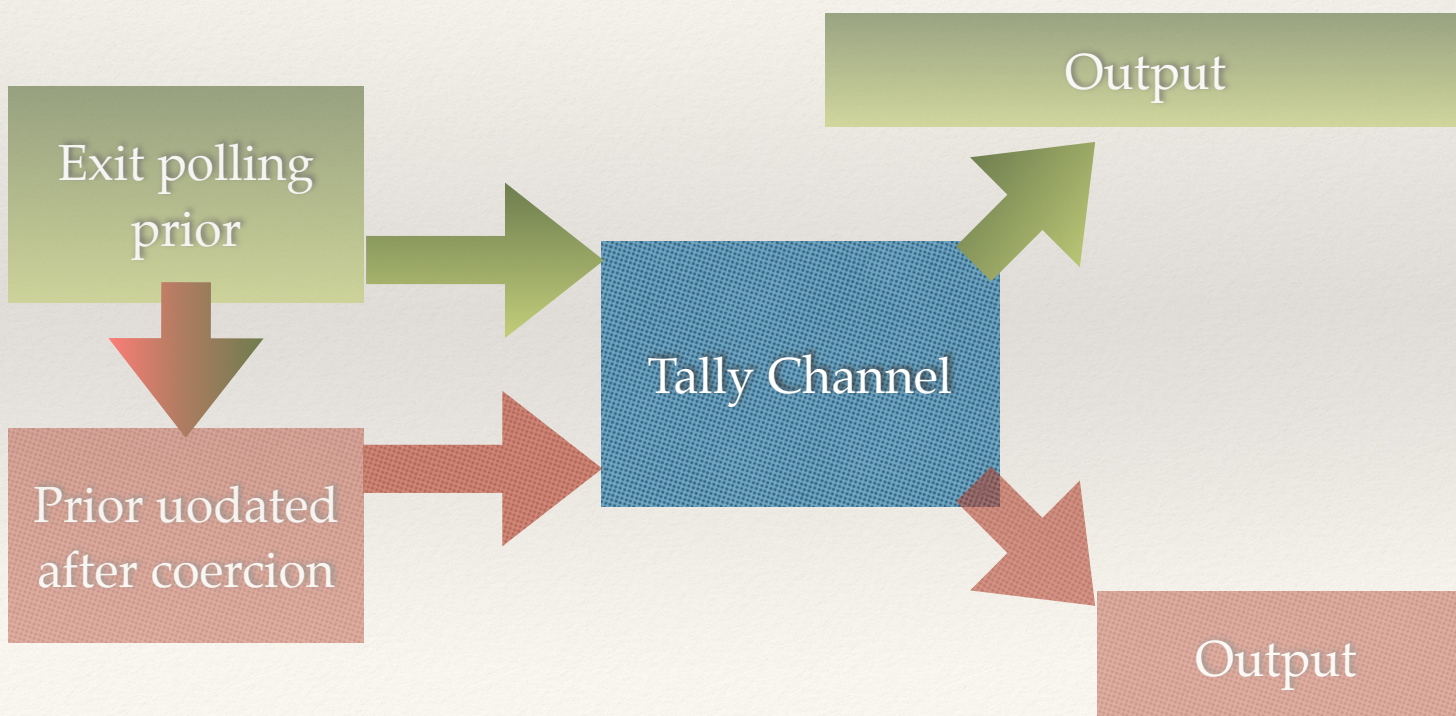 Output
Exit polling
prior
Tally Channel
Prior uodated
after coercion
Output